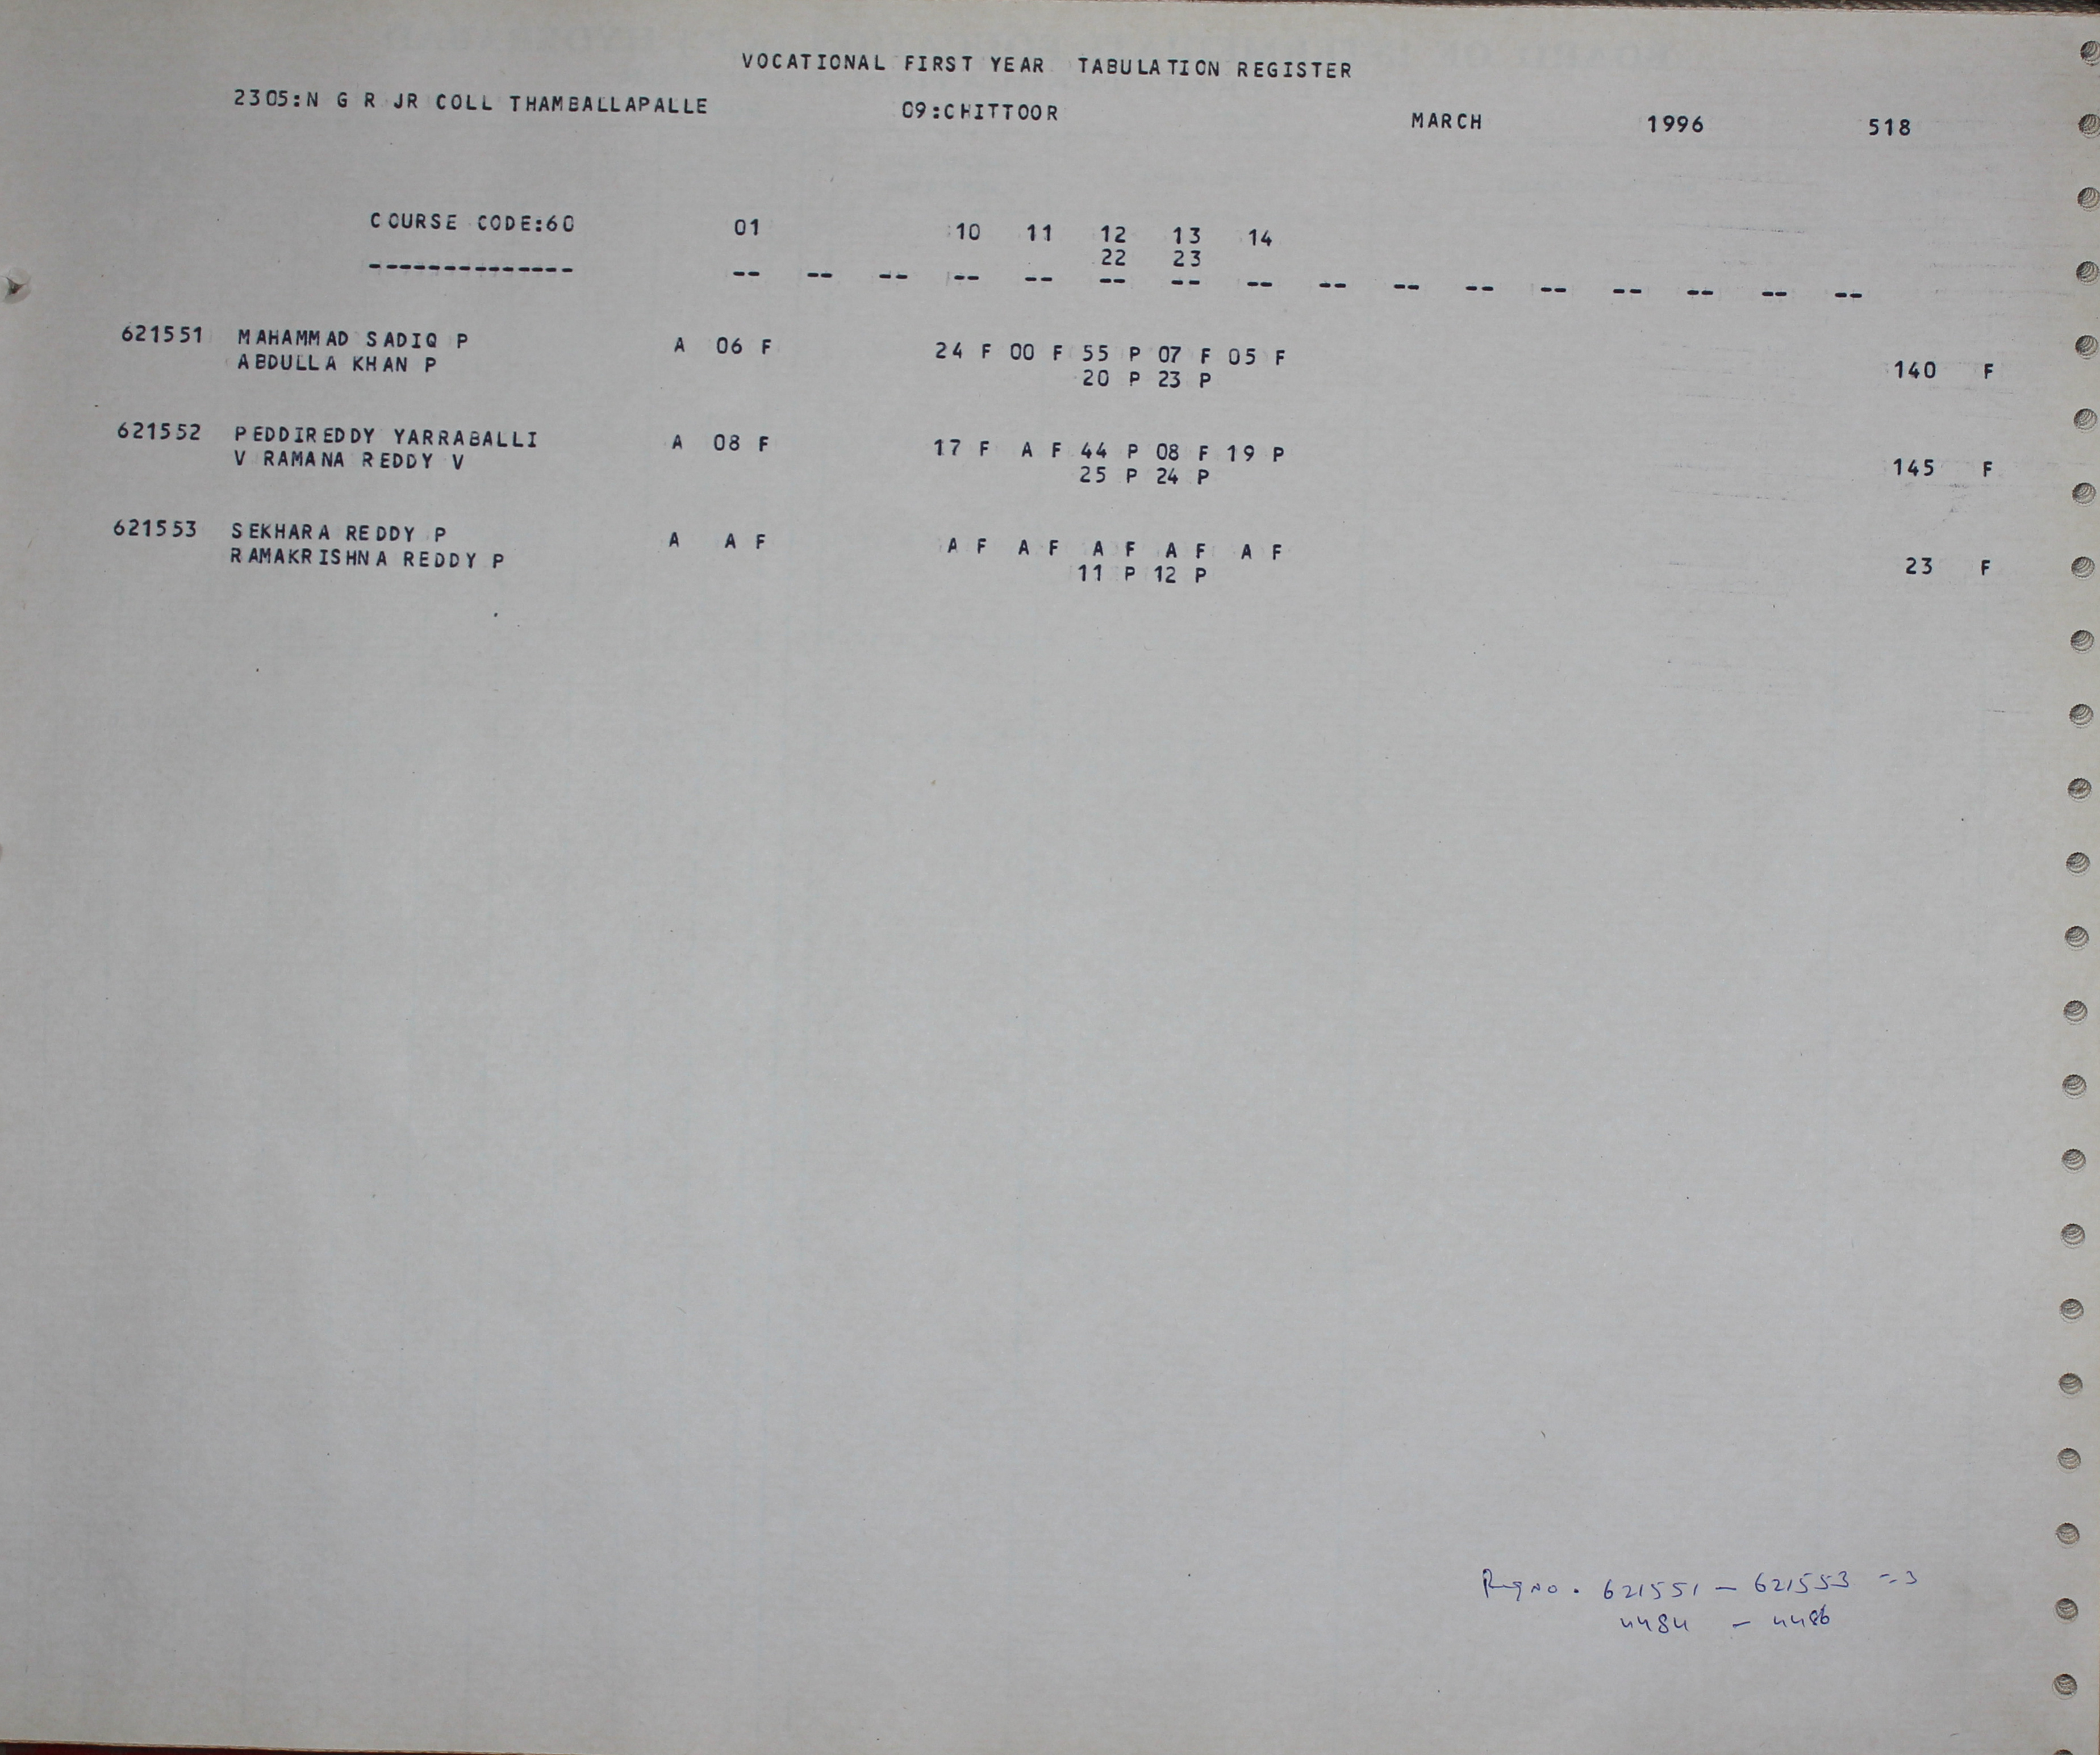 VOCATIONAL FIRST YEAR TABULATION REGISTER
2305:N G R JR COLL THAMBALLAPALLE 09:CHITTOOR MARCH 1996 518
COURSE CODE:60 01 10 11 12 13 14
22 23
-------------- -- -- -- -- -- -- -- -- -- -- -- -- -- -- -- --
621551 MAHAMMAD SADIQ P A 06 F 24 F 00 F 55 P 07 F 05 F
ABDULLA KHAN P 20 P 23 P 140 F
621552 PEDDIREDDY YARRABALLI A 08 F 17 F A F 44 P 08 F 19 P
V RAMANA REDDY V 25 P 24 P 145 F
621553 SEKHARA REDDY P A A F A F A F A F A F A F
RAMAKRISHNA REDDY P 11 P 12 P 23 F
Reg No. 621551 - 621553 = 3
4484 - 4486